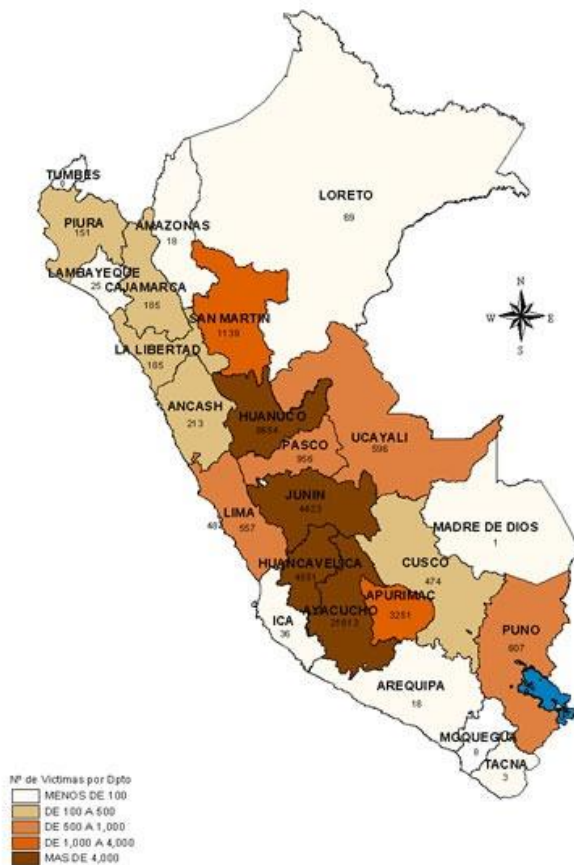 TUMBES
0
PIURA
151
LAMBAYEQUE
25
CAJAMARCA
185
AMAZONAS
18
LORETO
69
SAN MARTIN
LA LIBERTAD
ANCASH
213
HUANUCO
PASCO
956
UCAYALI
596
N
W E
S
LIMA
557
JUNIN
4423
MADRE DE DIOS
1
HUANCAVELICA
CUSCO
474
AYACUCHO
APURIMAC
3251
ICA
36
PUNO
607
AREQUIPA
18
MOQUEGUA
TACNA
3
Nº de Victimas por Dpto
MENOS DE 100
DE 100 A 500
DE 500 A 1,000
DE 1,000 A 4,000
MAS DE 4,000